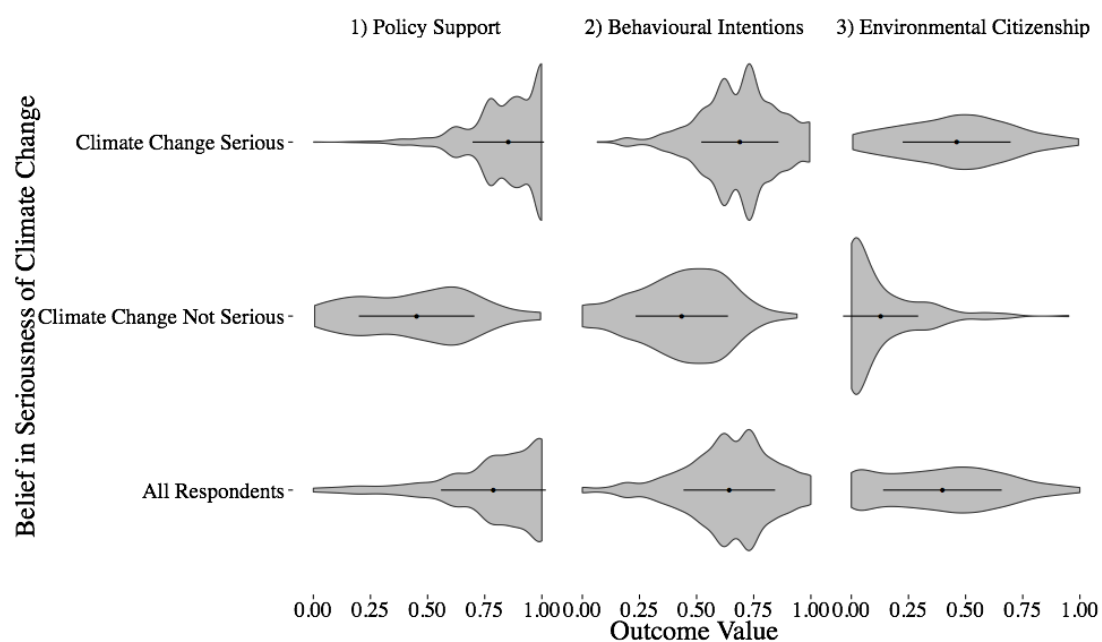 1) Policy Support
2) Behavioural Intentions
3) Environmental Citizenship
Belief in Seriousness of Climate Change
Climate Change Serious
Climate Change Not Serious
All Respondents
0.00 0.25 0.50 0.75 1.00 0.00 0.25 0.50 0.75 1.00 0.00 0.25 0.50 0.75 1.00
Outcome Value